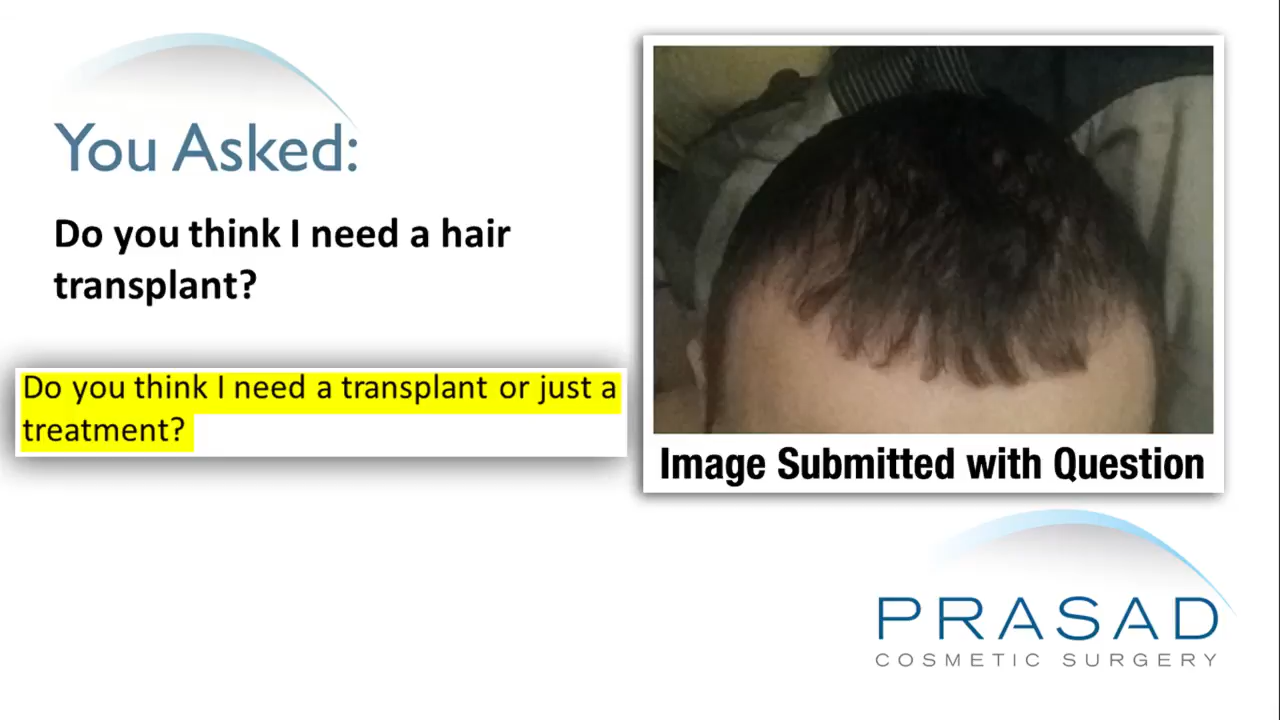 You Asked:
Do you think I need a hair
transplant?
Do you think I need a transplant or just a
treatment?
Image Submitted with Question
PRASAD
COSMETIC SURGERY